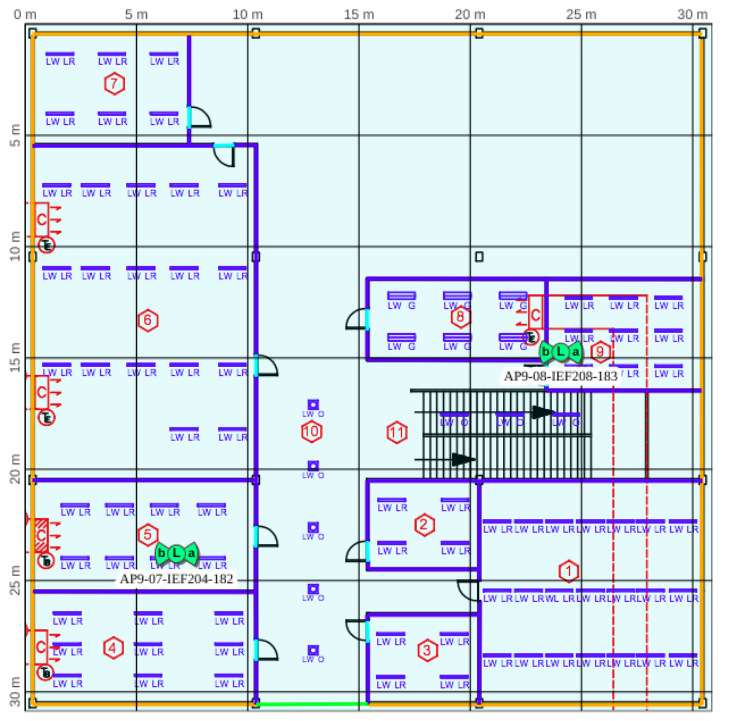 0 m 5 m 10 m 15 m 20 m 25 m 30 m
LW LR LW LR LW LR
7
LW LR LW LR LW LR
5 m
LW LR LW LR LW LR LW LR LW LR
C
10 m
LW LR LW LR LW LR LW LR LW LR
LW G LW G LW G LW LR LW LR
6 8 C
LW G LW G LW G LW LR LW LR
b L a 9
15 m
LW LR LW LR LW LR LW LR LW LR
AP9-08-IEF208-183
C
LW O LW O LW O LW O
10 11
LW LR LW LR
20 m
LW O
LW LR LW LR LW LR LW LR LW LR LW LR
5 2
C LW O LW LR LW LR LW LR LW LR LW LR LW LR LW LR
b L a
LW LR LW LR LW LR LW LR
AP9-07-IEF204-182
1
25 m
LW O LW LR LW LR WL LR LW LR LW LR LW LR LW LR
LW LR LW LR LW LR
C LW LR LW LR LW LR LW LR LW LR
4 3
LW O LW LR LW LR LW LR LW LR LW LR LW LR LW LR
LW LR LW LR LW LR LW LR LW LR
30 m